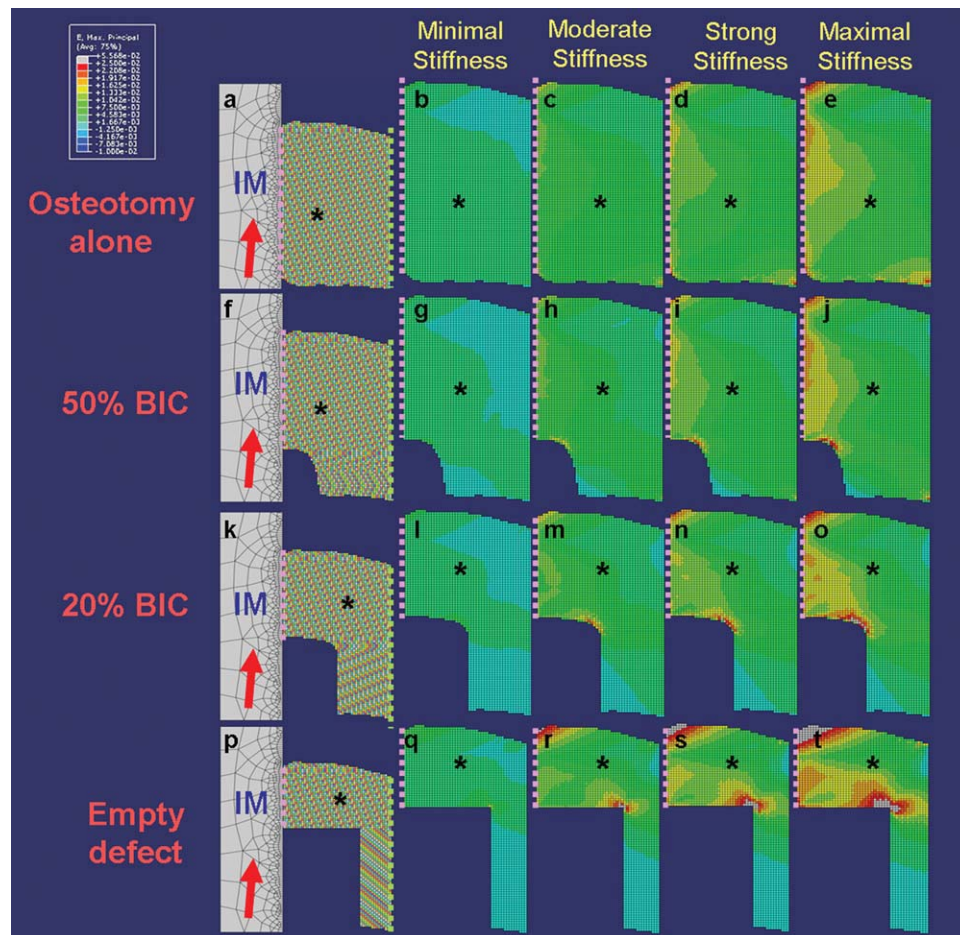 E, Max. Principal
(Avg: 75%)
+5.568e-02
+2.500e-02
+2.208e-02
+1.917e-02
+1.625e-02
+1.333e-02
+1.042e-02
+7.500e-03
+4.583e-03
+1.667e-03
-1.250e-03
-4.167e-03
-7.083e-03
-1.000e-02
Minimal
Stiffness
Moderate
Stiffness
Strong
Stiffness
Maximal
Stiffness
Osteotomy
alone
a
IM
*
b
*
c
*
d
*
e
*
50% BIC
f
IM
*
g
*
h
*
i
*
j
*
20% BIC
k
IM
*
l
*
m
*
n
*
o
*
Empty
defect
p
IM
*
q
*
r
*
s
*
t
*